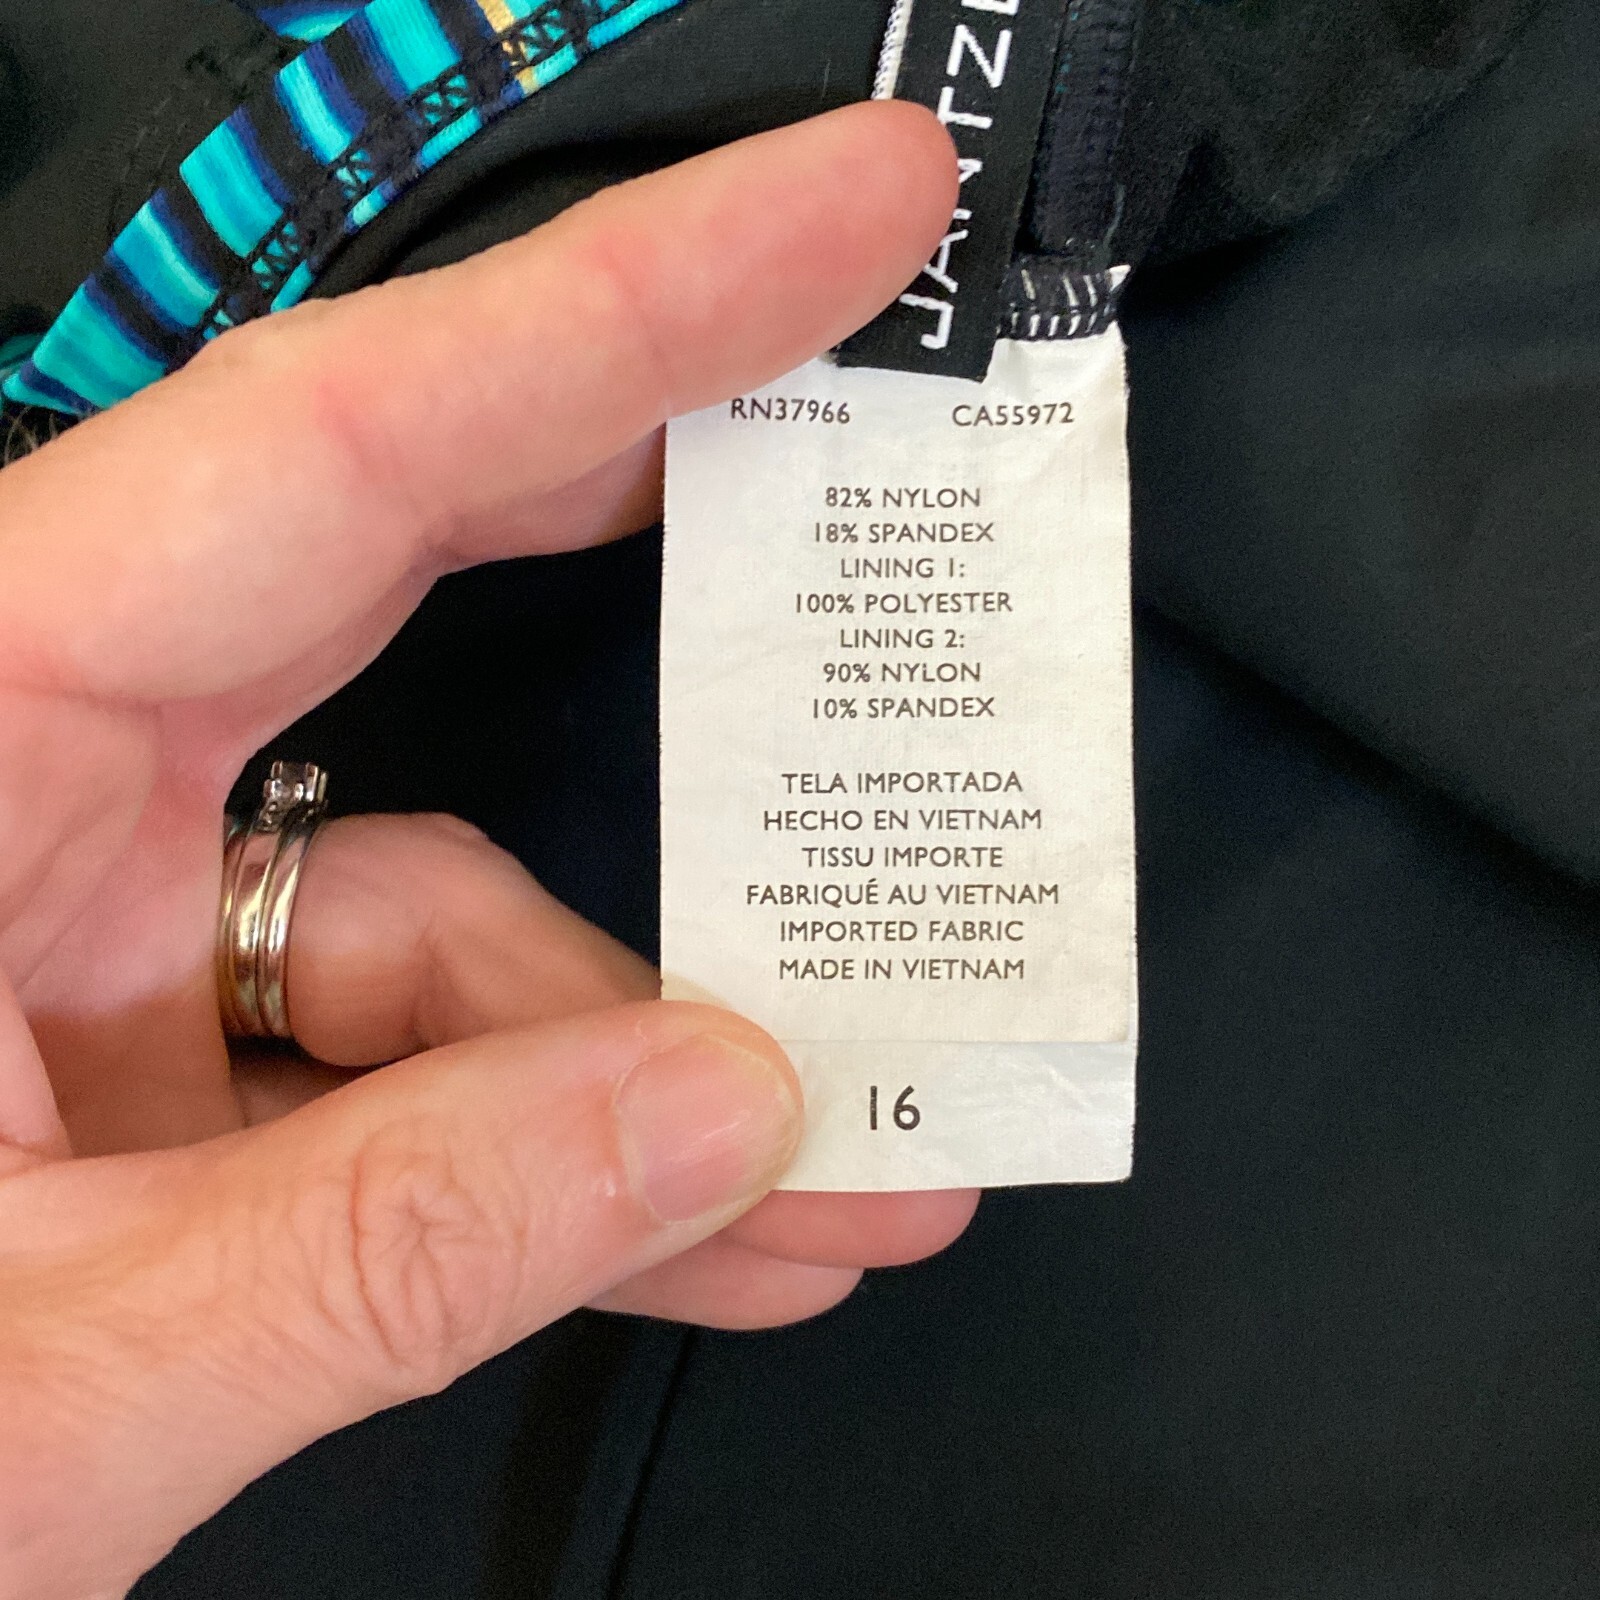 JANTZE
RN37966 CA55972
82% NYLON
18% SPANDEX
LINING 1:
100% POLYESTER
LINING 2:
90% NYLON
10% SPANDEX
TELA IMPORTADA
HECHO EN VIETNAM
TISSU IMPORTE
FABRIQUÉ AU VIETNAM
IMPORTED FABRIC
MADE IN VIETNAM
16